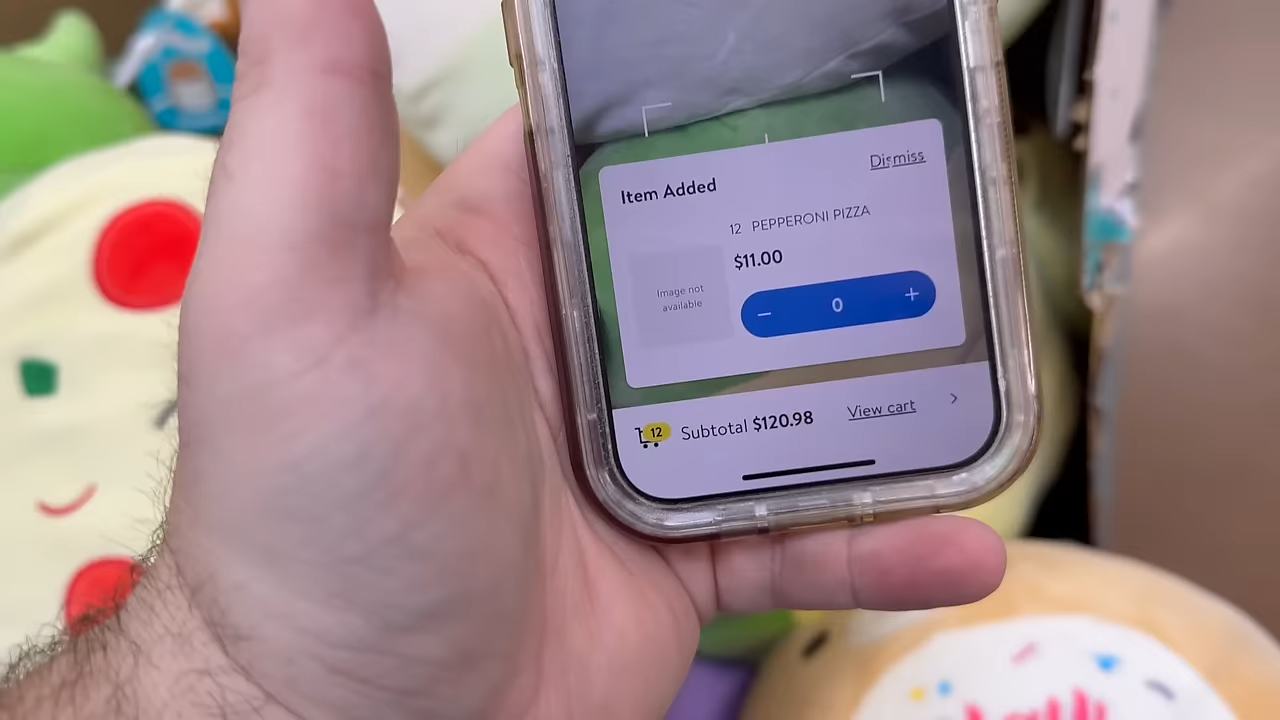 Dismiss
Item Added
12 PEPPERONI PIZZA
$11.00
Image not
available
− 0 +
12 Subtotal $120.98 View cart >